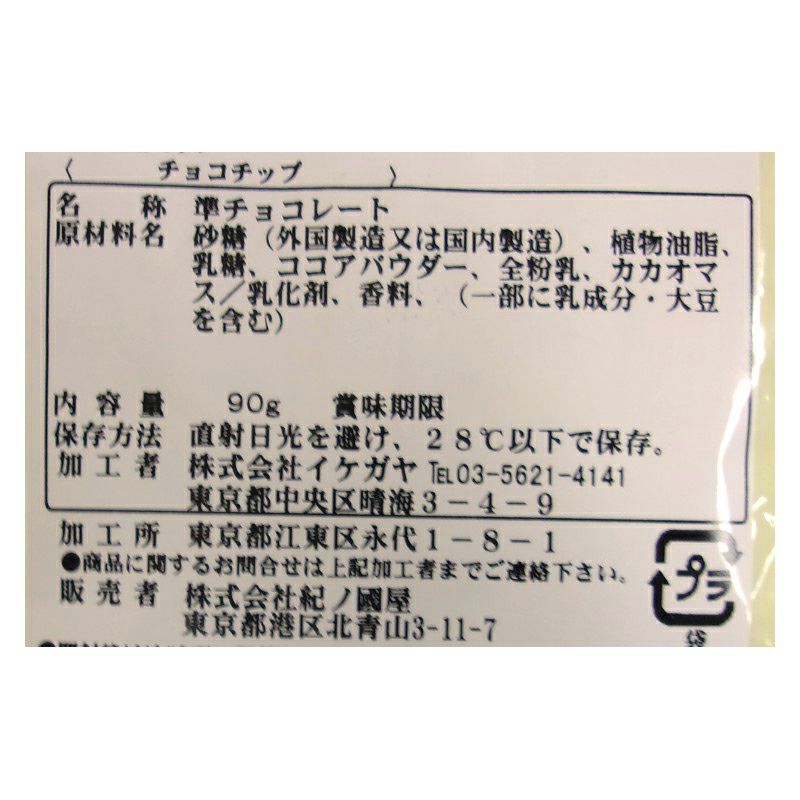 〈 チョコチップ 〉
名称 準チョコレート
原材料名 砂糖（外国製造又は国内製造）、植物油脂、
乳糖、ココアパウダー、全粉乳、カカオマ
ス／乳化剤、香料、（一部に乳成分・大豆
を含む）
内容量 90g 賞味期限
保存方法 直射日光を避け、28℃以下で保存。
加工者 株式会社イケガヤ TEL03-5621-4141
東京都中央区晴海3－4－9
加工所 東京都江東区永代1－8－1
●商品に関するお問合せは上記加工者までご連絡下さい。
販売者 株式会社紀ノ國屋
東京都港区北青山3-11-7
プラ
袋